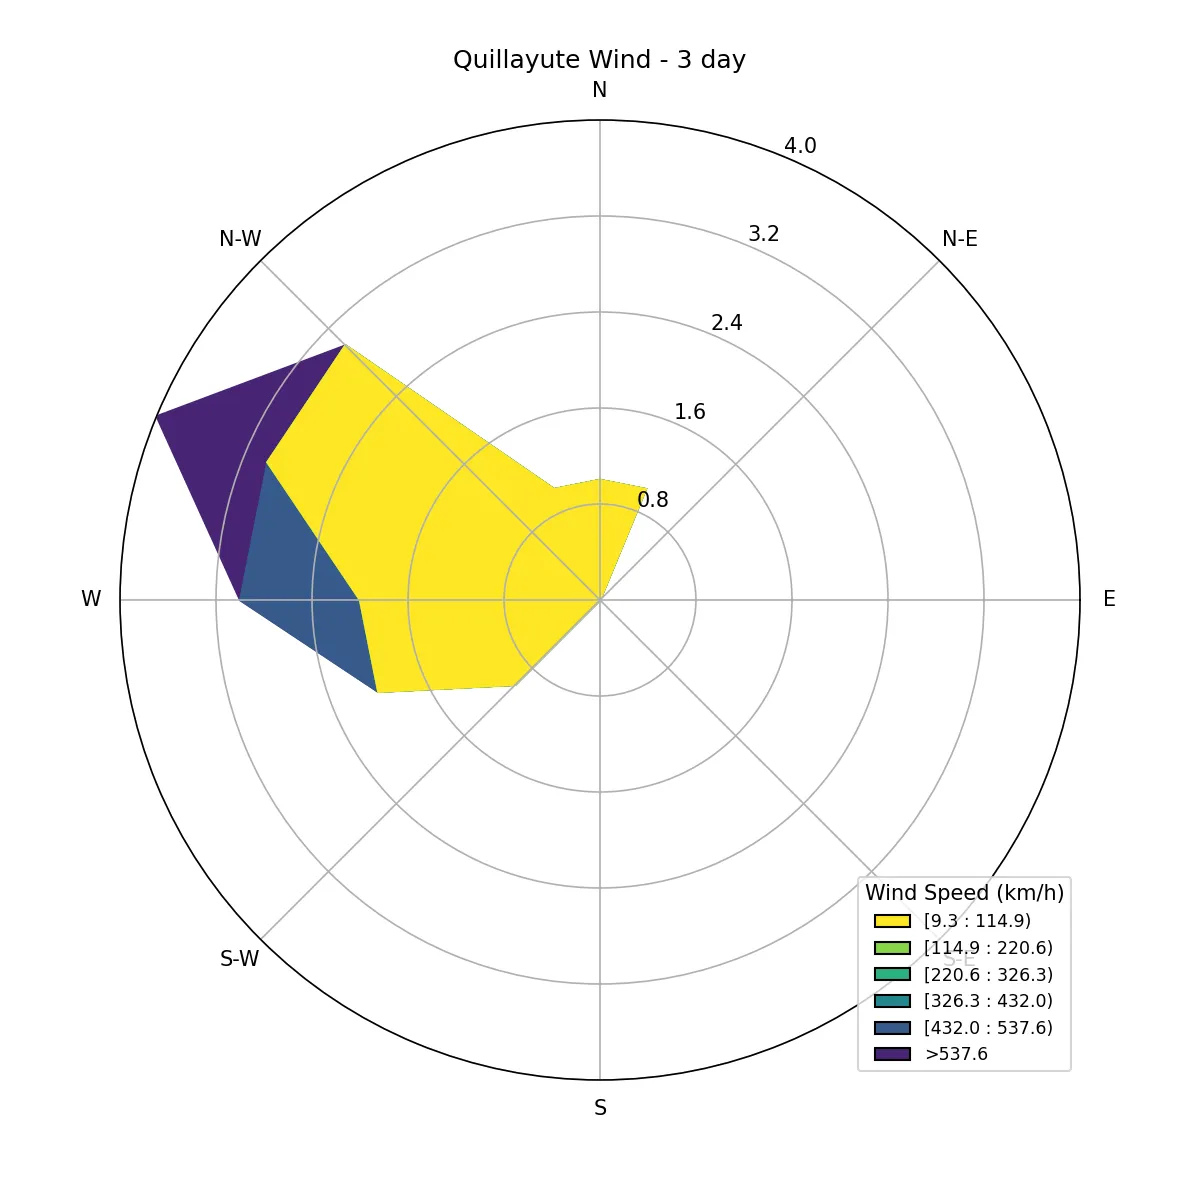 Quillayute Wind - 3 day
N
4.0
3.2
N-W
N-E
2.4
1.6
0.8
W
E
Wind Speed (km/h)
[9.3 : 114.9)
[114.9 : 220.6)
S-W
S-E
[220.6 : 326.3)
[326.3 : 432.0)
[432.0 : 537.6)
>537.6
S